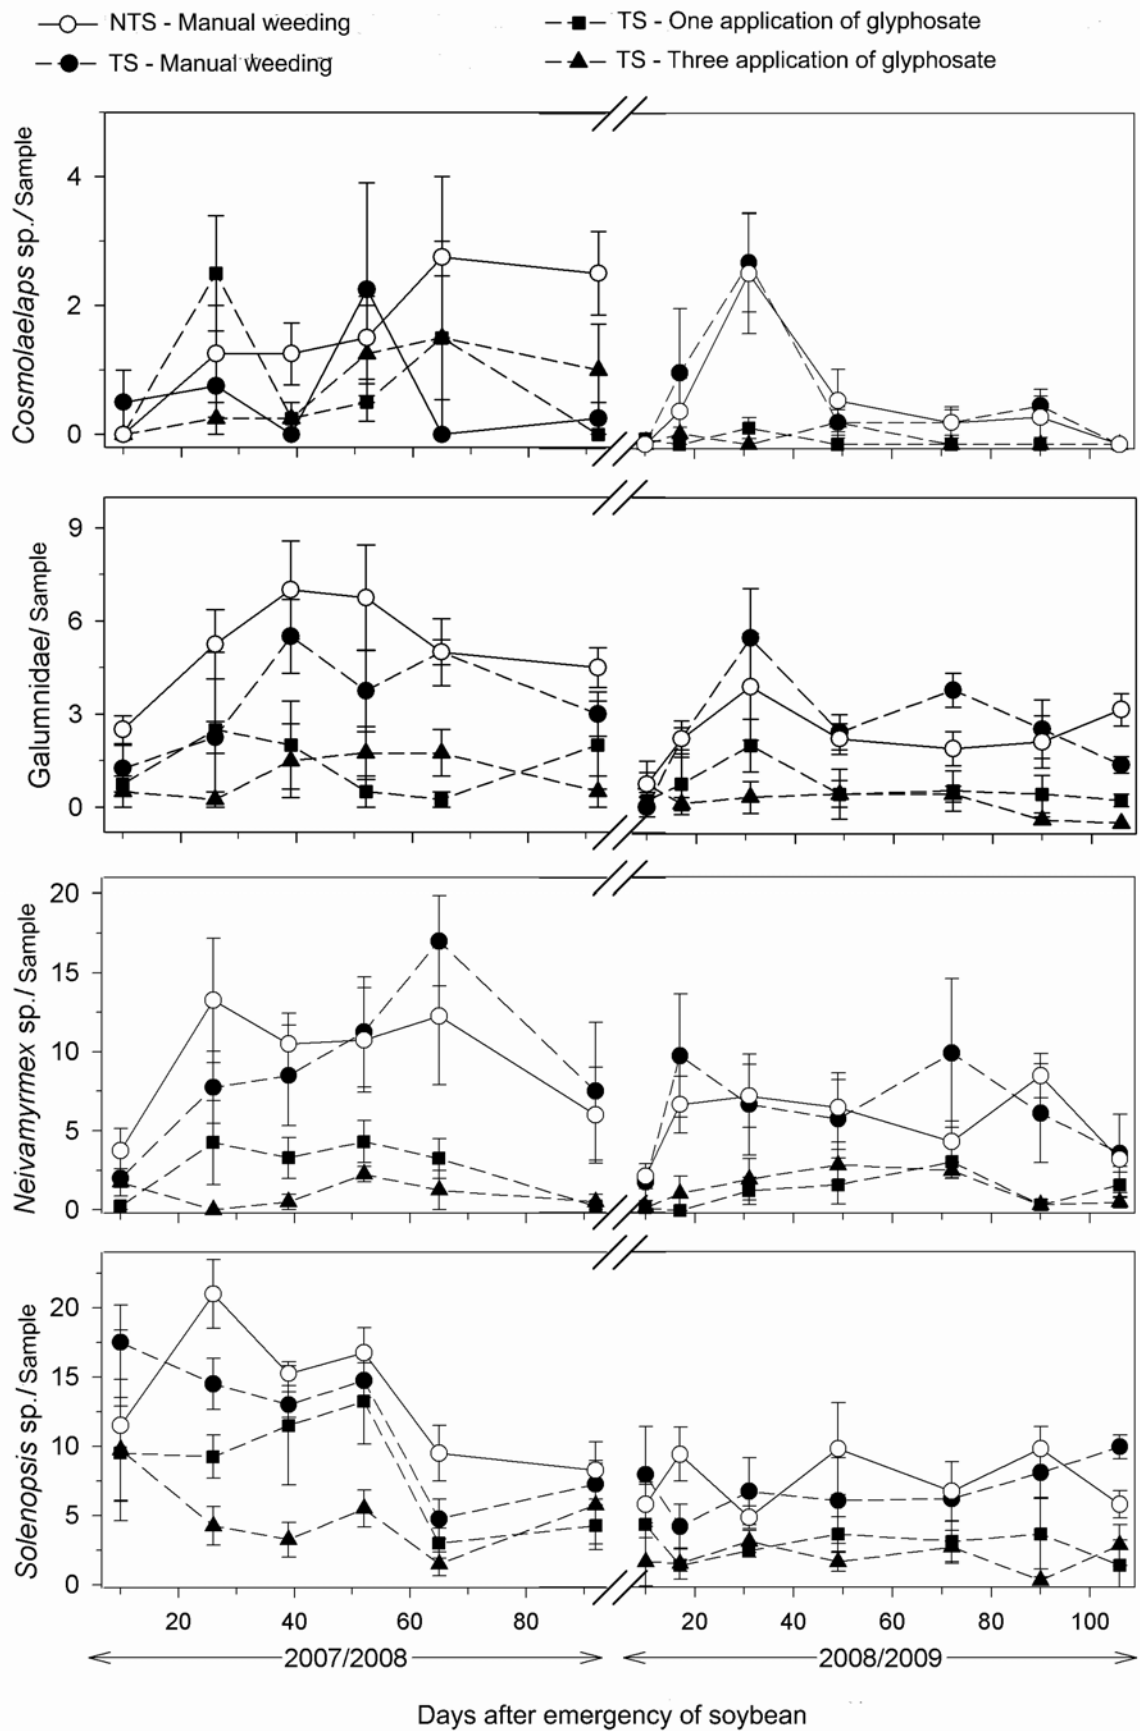 NTS - Manual weeding
TS - Manual weeding
TS - One application of glyphosate
TS - Three application of glyphosate
Cosmolaelaps sp./ Sample
4
2
0
Galumnidae/ Sample
9
6
3
0
Neivamyrmex sp./ Sample
20
15
10
5
0
Solenopsis sp./ Sample
20
15
10
5
0
20 40 60 80 20 40 60 80 100
2007/2008 2008/2009
Days after emergency of soybean